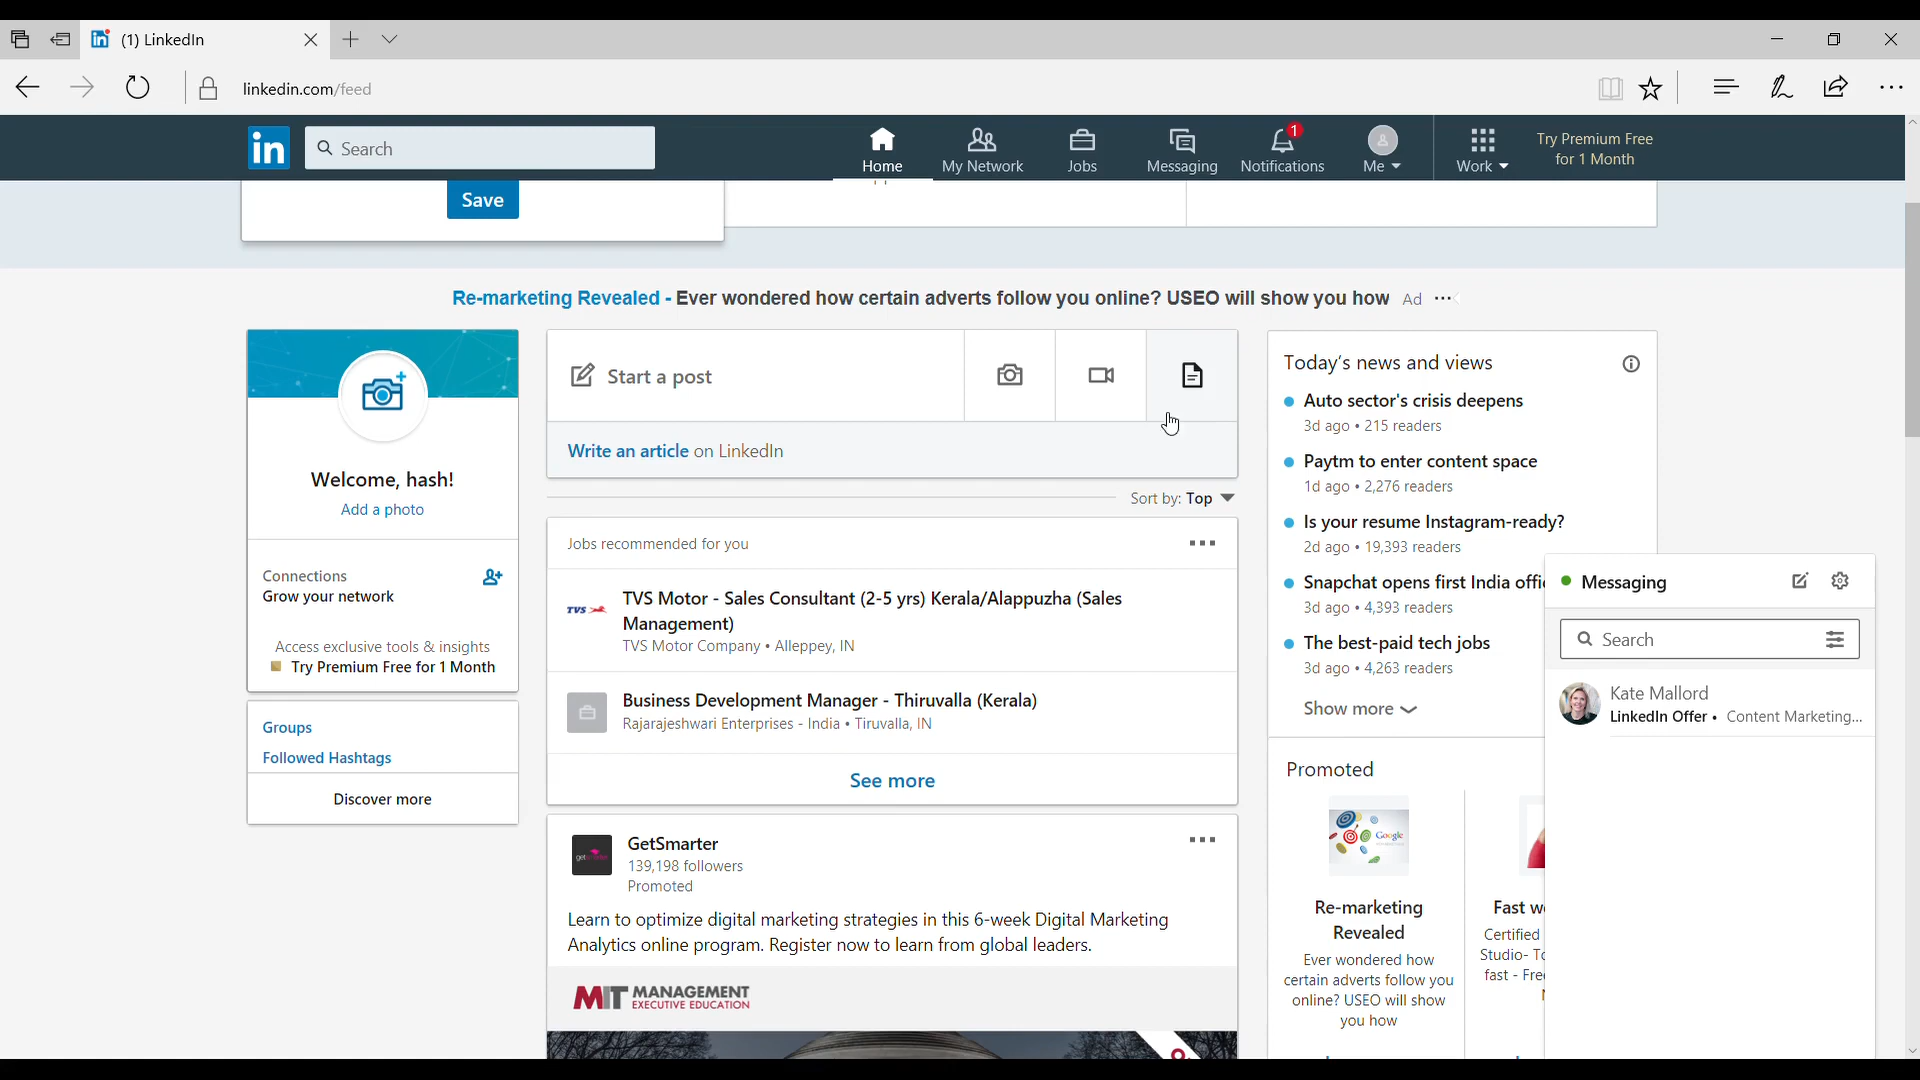 (1) LinkedIn
linkedin.com/feed
in
Search
Home
My Network
Jobs
Messaging
1
Notifications
Me
Work
Try Premium Free
for 1 Month
Save
Re-marketing Revealed - Ever wondered how certain adverts follow you online? USEO will show you how Ad ...
Welcome, hash!
Add a photo
Connections
Grow your network
Access exclusive tools & insights
Try Premium Free for 1 Month
Groups
Followed Hashtags
Discover more
Start a post
Write an article on LinkedIn
Sort by: Top
Jobs recommended for you
TVS
TVS Motor - Sales Consultant (2-5 yrs) Kerala/Alappuzha (Sales
Management)
TVS Motor Company • Alleppey, IN
Business Development Manager - Thiruvalla (Kerala)
Rajarajeshwari Enterprises - India • Tiruvalla, IN
See more
GetSmarter
139,198 followers
Promoted
Learn to optimize digital marketing strategies in this 6-week Digital Marketing
Analytics online program. Register now to learn from global leaders.
MIT MANAGEMENT
EXECUTIVE EDUCATION
Today's news and views
Auto sector's crisis deepens
3d ago • 215 readers
Paytm to enter content space
1d ago • 2,276 readers
Is your resume Instagram-ready?
2d ago • 19,393 readers
Snapchat opens first India offi
3d ago • 4,393 readers
The best-paid tech jobs
3d ago • 4,263 readers
Show more
Promoted
Google
Re-marketing
Revealed
Ever wondered how
certain adverts follow you
online? USEO will show
you how
Fast w
Certified
Studio- To
fast - Fre
Messaging
Search
Kate Mallord
LinkedIn Offer • Content Marketing...